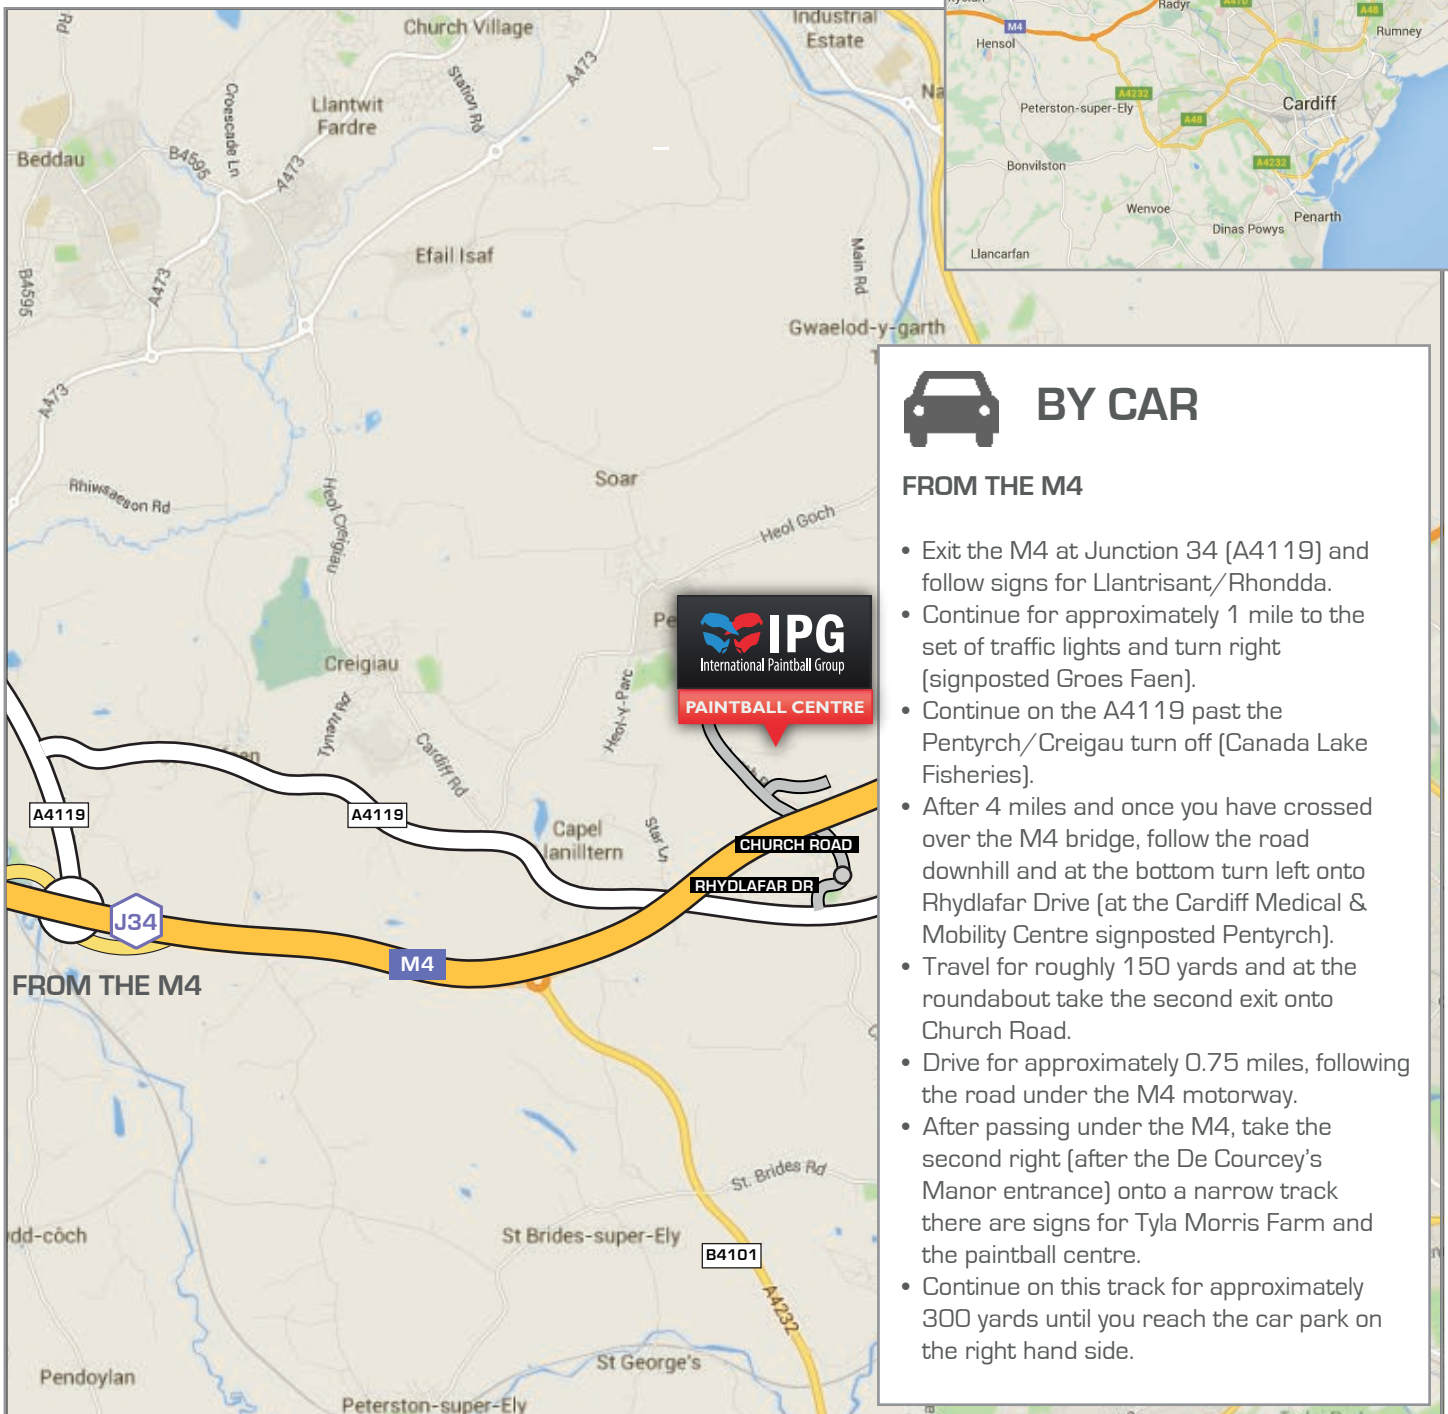 Rd
Church Village
Industrial
Estate
A473
Station Rd
Croescade Ln
Llantwit
Fardre
Beddau
B4595
A473
Efail Isaf
Main Rd
B4595
A473
Gwaelod-y-garth
A473
Rhiwsaeson Rd
Heol Creigiau
Soar
Heol Goch
Creigiau
Tynant Rd
Cardiff Rd
Heol-y-Parc
IPG
International Paintball Group
PAINTBALL CENTRE
A4119
A4119
Capel
Llanilltern
Star Ln
CHURCH ROAD
RHYDLAFAR DR
J34
M4
FROM THE M4
St. Brides Rd
St Brides-super-Ely
B4101
A4232
dd-côch
St George's
Pendoylan
Peterston-super-Ely
Radyr
A470
A48
M4
Rumney
Hensol
A4232
Peterston-super-Ely
Cardiff
A48
Bonvilston
A4232
Wenvoe
Penarth
Dinas Powys
Llancarfan
BY CAR
FROM THE M4
• Exit the M4 at Junction 34 (A4119) and
follow signs for Llantrisant/Rhondda.
• Continue for approximately 1 mile to the
set of traffic lights and turn right
(signposted Groes Faen).
• Continue on the A4119 past the
Pentyrch/Creigau turn off (Canada Lake
Fisheries).
• After 4 miles and once you have crossed
over the M4 bridge, follow the road
downhill and at the bottom turn left onto
Rhydlafar Drive (at the Cardiff Medical &
Mobility Centre signposted Pentyrch).
• Travel for roughly 150 yards and at the
roundabout take the second exit onto
Church Road.
• Drive for approximately 0.75 miles, following
the road under the M4 motorway.
• After passing under the M4, take the
second right (after the De Courcey's
Manor entrance) onto a narrow track
there are signs for Tyla Morris Farm and
the paintball centre.
• Continue on this track for approximately
300 yards until you reach the car park on
the right hand side.